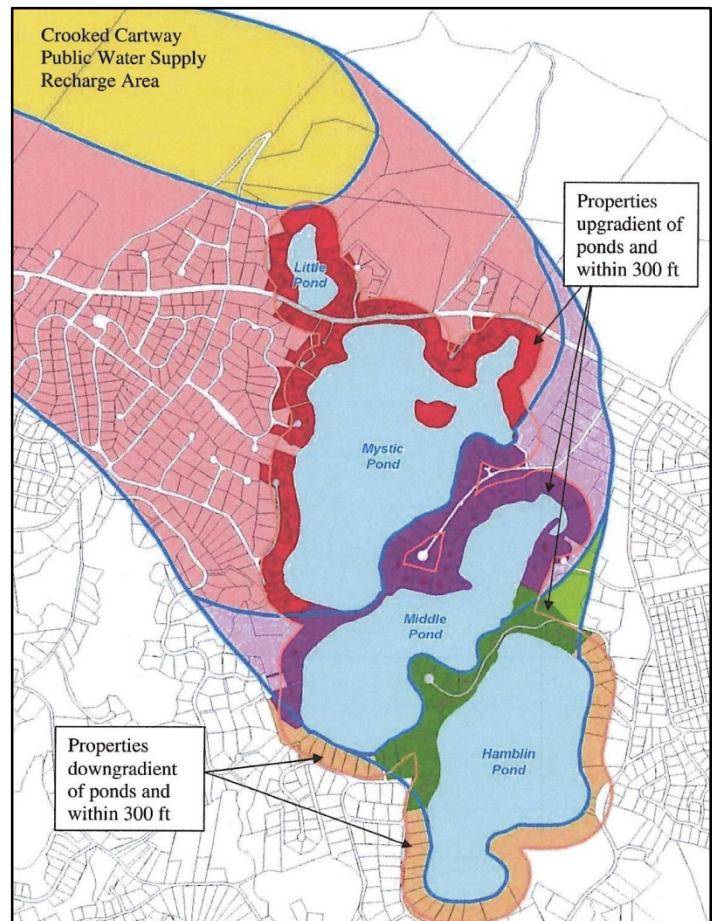 Crooked Cartway
Public Water Supply
Recharge Area
Properties
upgradient of
ponds and
within 300 ft
Little
Pond
Mystic
Pond
Middle
Pond
Properties
downgradient
of ponds and
within 300 ft
Hamblin
Pond